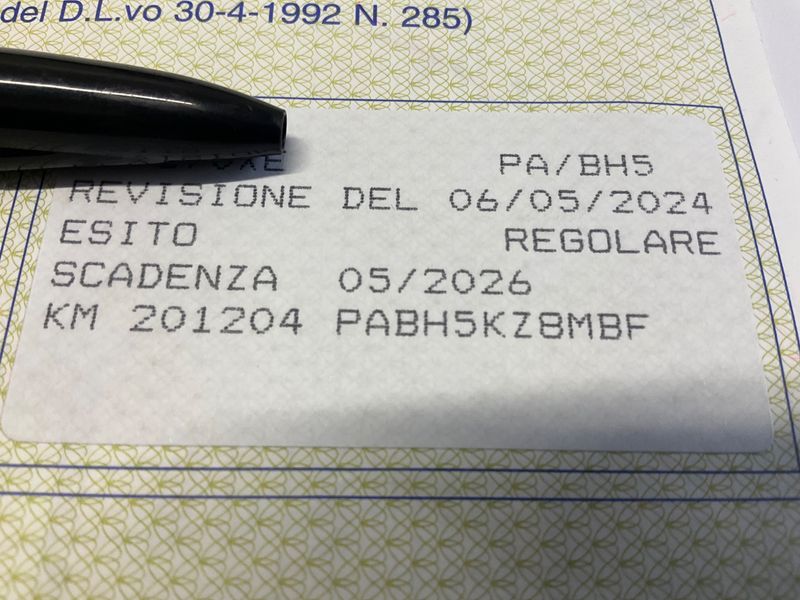 del D.L.vo 30-4-1992 N. 285)
PA/BH5
REVISIONE DEL 06/05/2024
ESITO REGOLARE
SCADENZA 05/2026
KM 201204 PABH5KZ8MBF